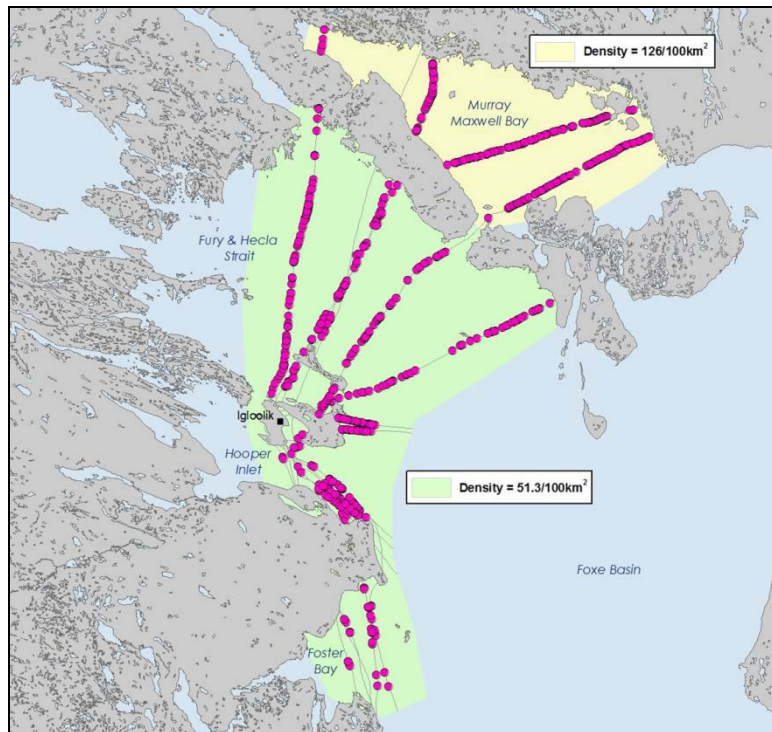 Density = 126/100km²
Murray
Maxwell Bay
Fury & Hecla
Strait
Igloolik
Hooper
Inlet
Density = 51.3/100km²
Foxe Basin
Foster
Bay